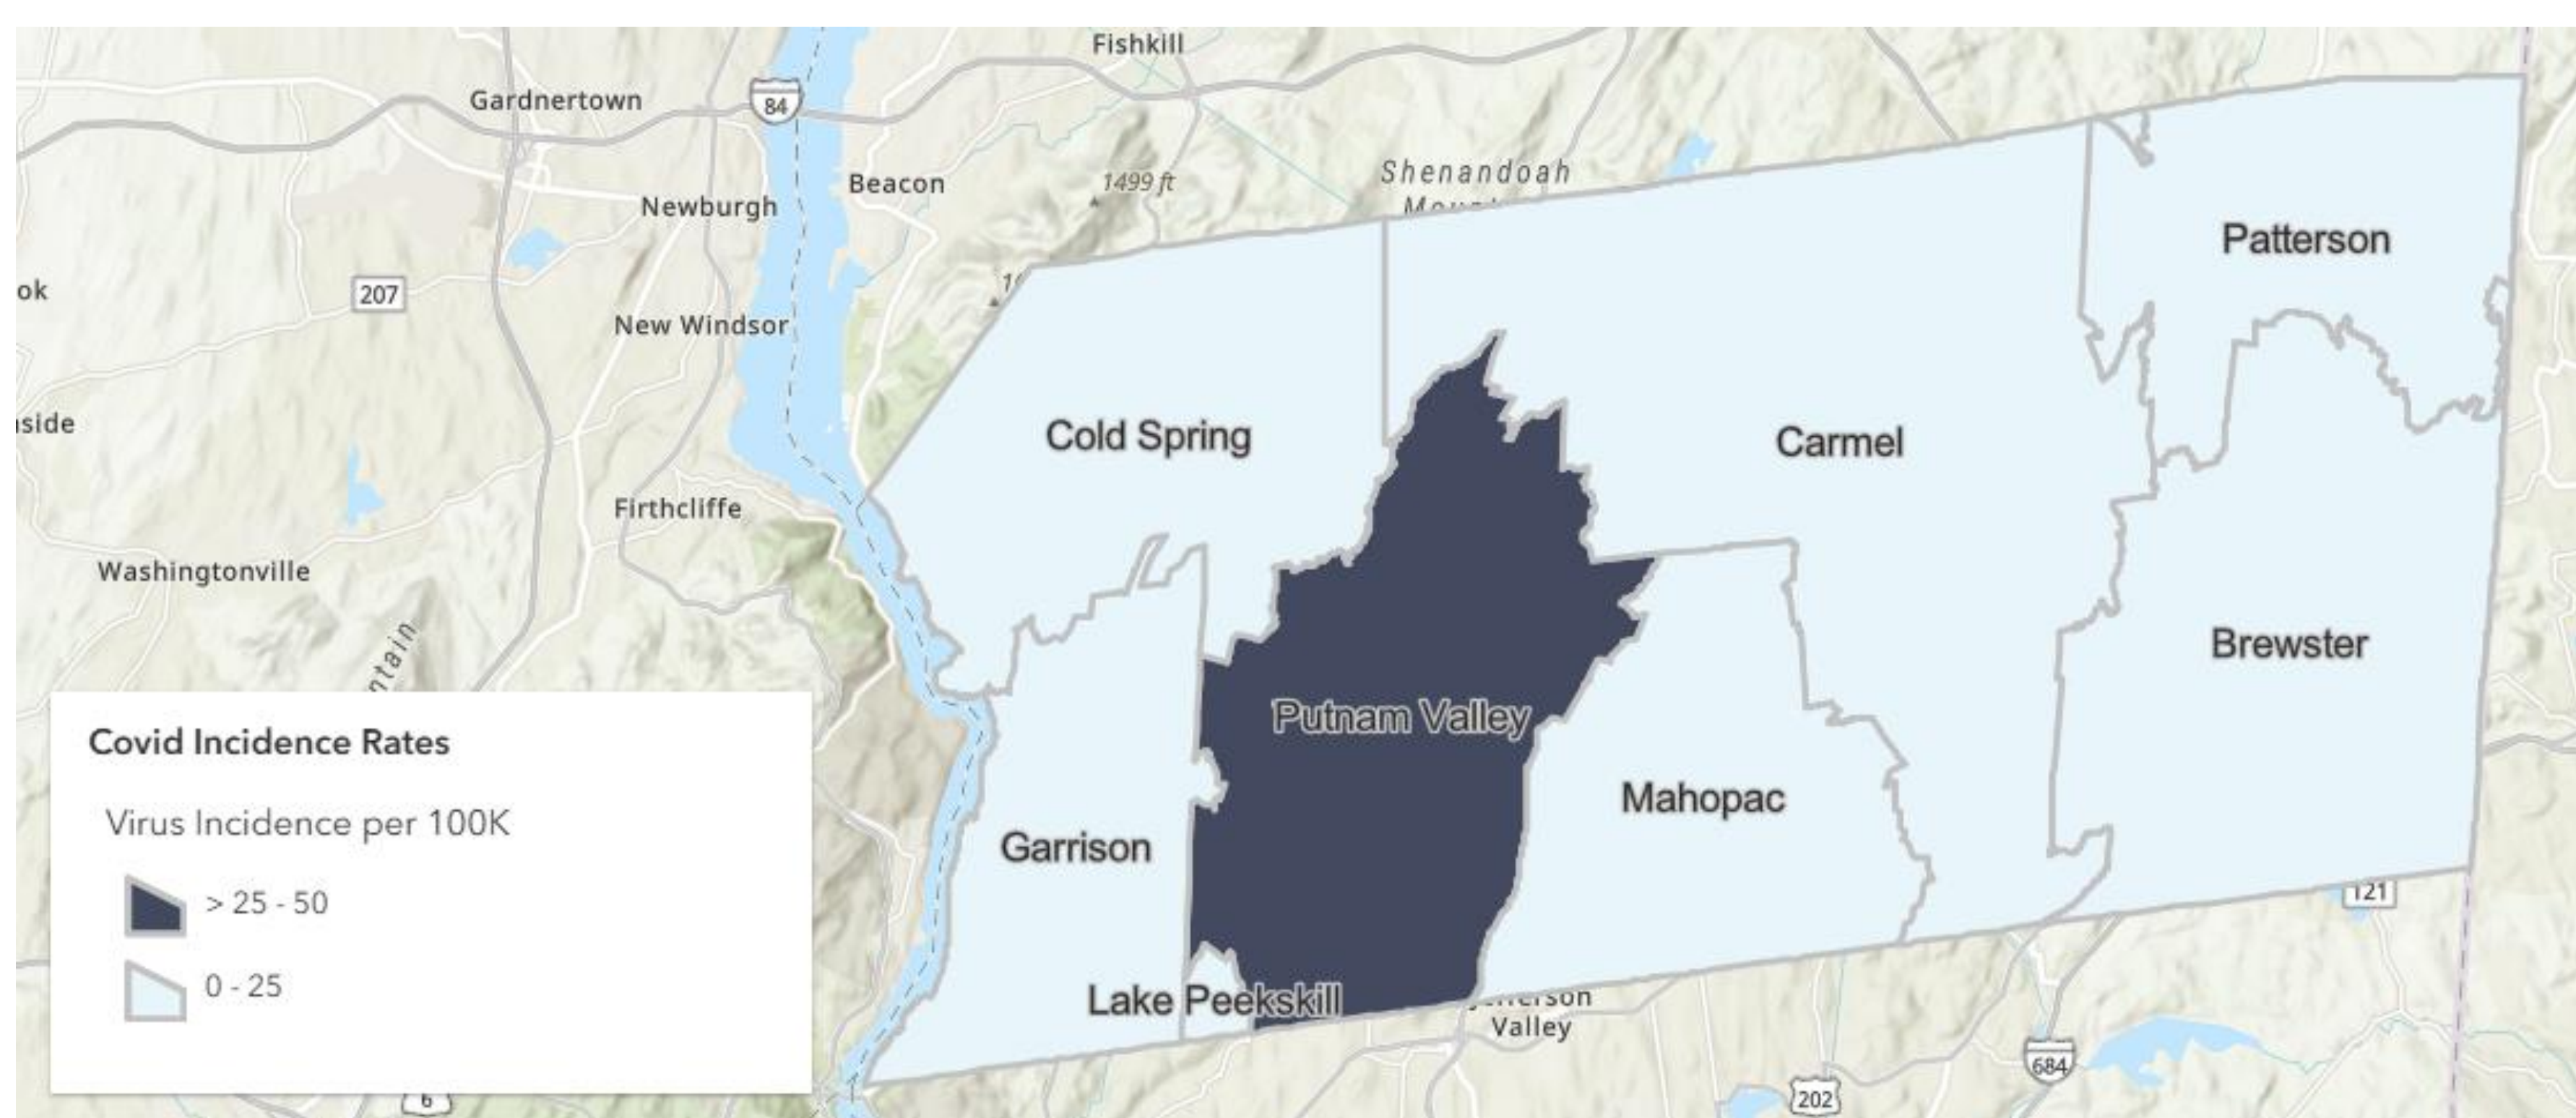 Fishkill
Gardnertown
84
Beacon
1499 ft
Shenandoah
Newburgh
Patterson
ok
207
New Windsor
Cold Spring
Carmel
Firthcliffe
Washingtonville
Brewster
Putnam Valley
Mahopac
Garrison
Lake Peekskill
Valley
121
684
202
6
Covid Incidence Rates
Virus Incidence per 100K
> 25 - 50
0 - 25